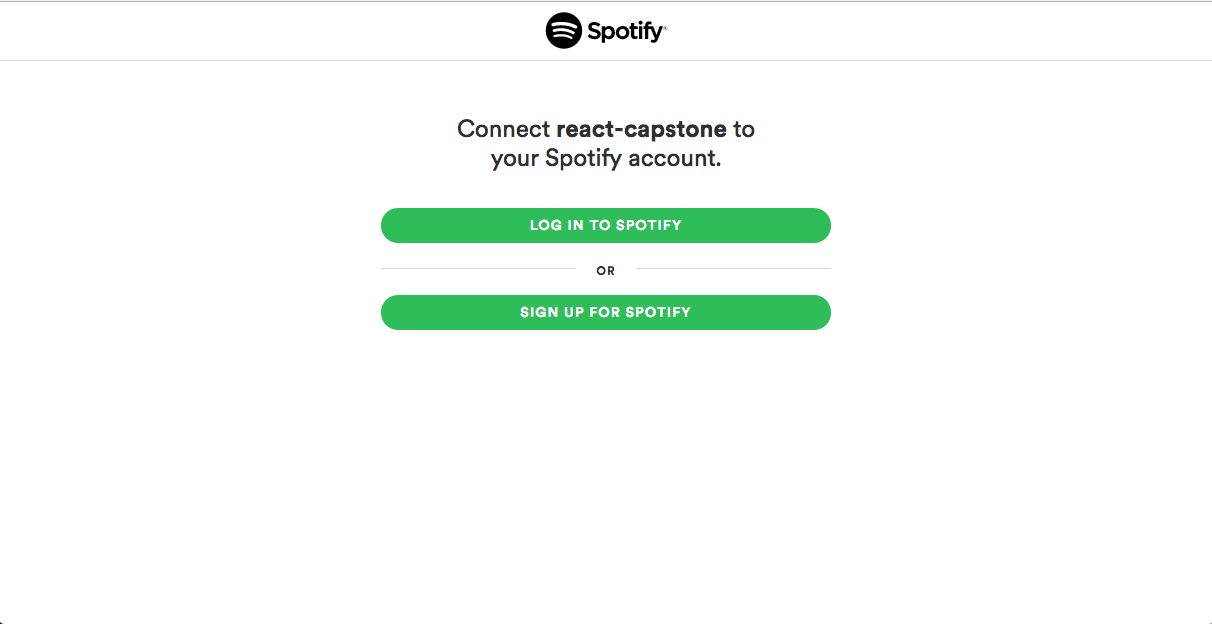 Spotify®
Connect react-capstone to
your Spotify account.
LOG IN TO SPOTIFY
OR
SIGN UP FOR SPOTIFY